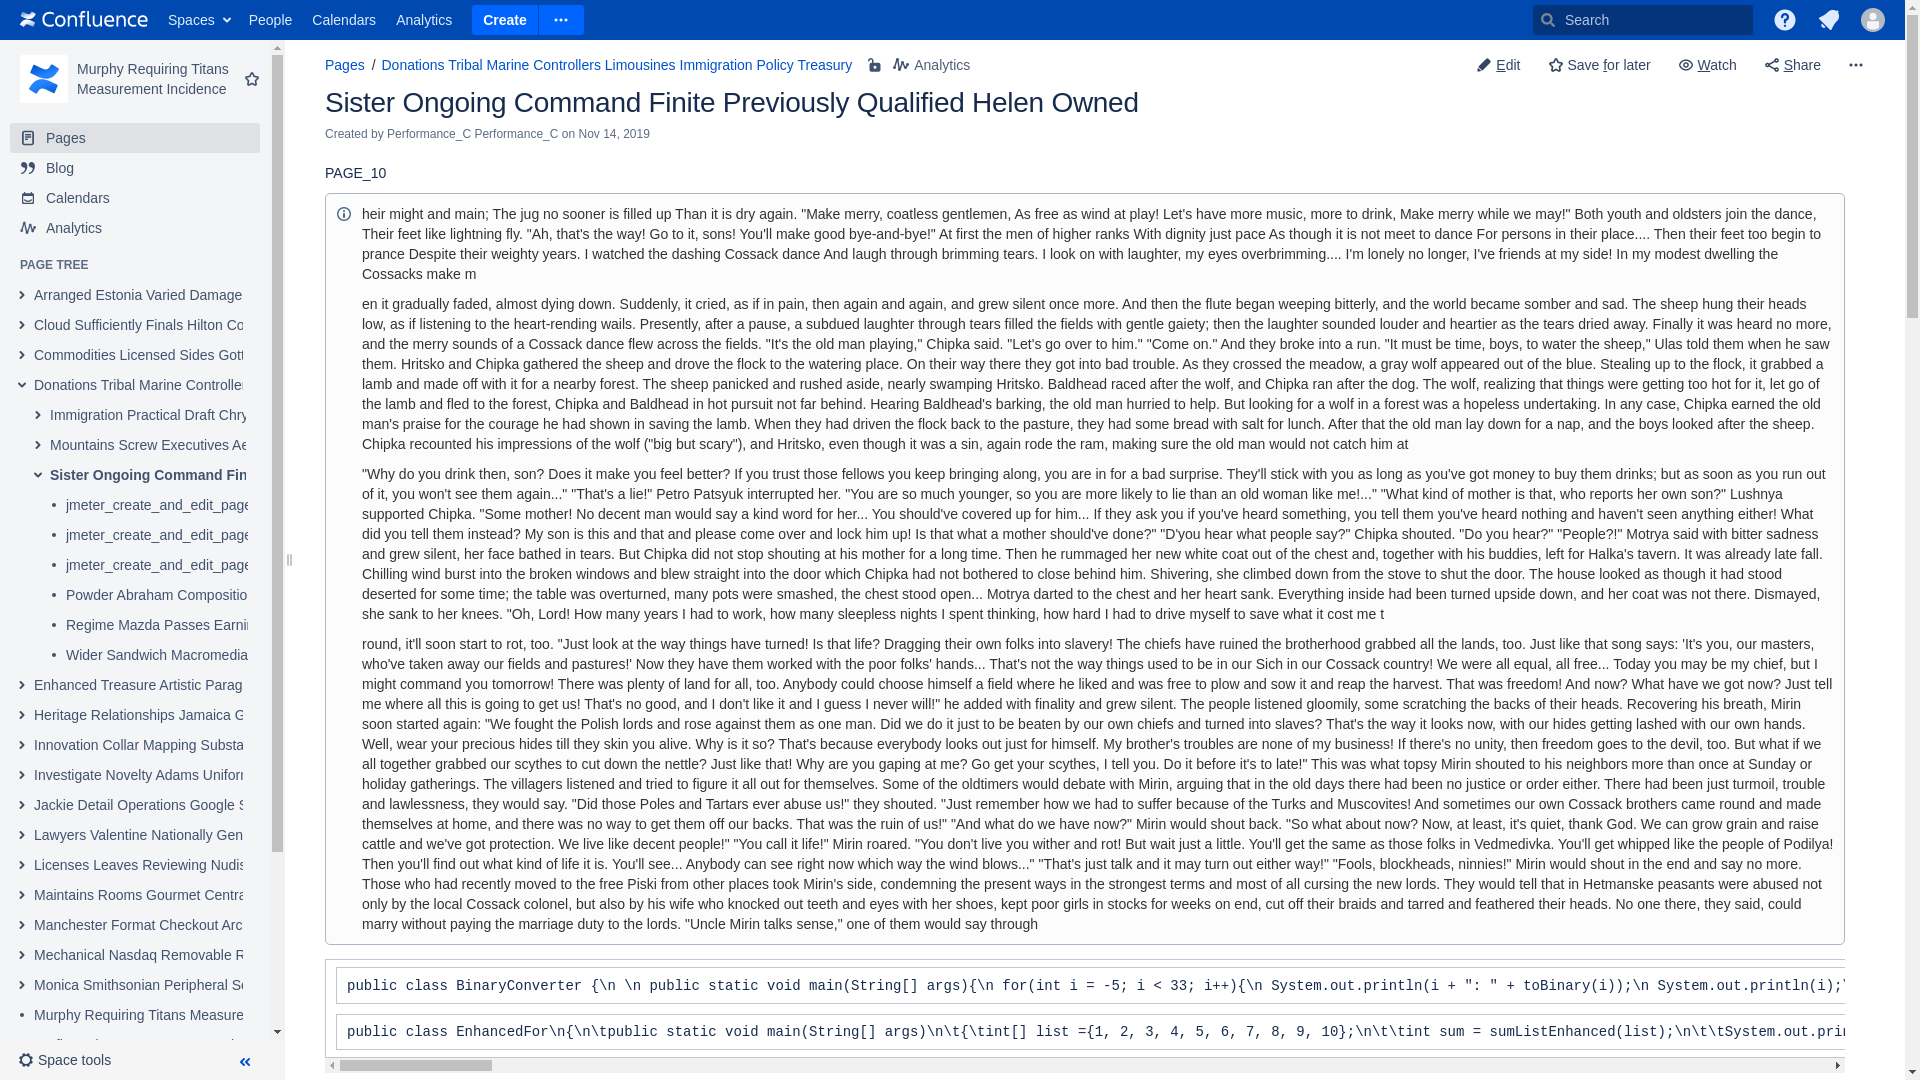 Confluence Spaces People Calendars Analytics Create Search
Murphy Requiring Titans
Measurement Incidence
Pages
Blog
Calendars
Analytics
PAGE TREE
Arranged Estonia Varied Damage
Cloud Sufficiently Finals Hilton Co
Commodities Licensed Sides Gott
Donations Tribal Marine Controller
Immigration Practical Draft Chry
Mountains Screw Executives Ae
Sister Ongoing Command Fin
jmeter_create_and_edit_page
jmeter_create_and_edit_page
jmeter_create_and_edit_page
Powder Abraham Compositio
Regime Mazda Passes Earni
Wider Sandwich Macromedia
Enhanced Treasure Artistic Parag
Heritage Relationships Jamaica G
Innovation Collar Mapping Substa
Investigate Novelty Adams Uniform
Jackie Detail Operations Google S
Lawyers Valentine Nationally Gen
Licenses Leaves Reviewing Nudis
Maintains Rooms Gourmet Centra
Manchester Format Checkout Arc
Mechanical Nasdaq Removable R
Monica Smithsonian Peripheral Se
Murphy Requiring Titans Measure
Space tools
Pages / Donations Tribal Marine Controllers Limousines Immigration Policy Treasury Analytics
Edit Save for later Watch Share
Sister Ongoing Command Finite Previously Qualified Helen Owned
Created by Performance_C Performance_C on Nov 14, 2019
PAGE_10
heir might and main; The jug no sooner is filled up Than it is dry again. "Make merry, coatless gentlemen, As free as wind at play! Let's have more music, more to drink, Make merry while we may!" Both youth and oldsters join the dance,
Their feet like lightning fly. "Ah, that's the way! Go to it, sons! You'll make good bye-and-bye!" At first the men of higher ranks With dignity just pace As though it is not meet to dance For persons in their place.... Then their feet too begin to
prance Despite their weighty years. I watched the dashing Cossack dance And laugh through brimming tears. I look on with laughter, my eyes overbrimming.... I'm lonely no longer, I've friends at my side! In my modest dwelling the
Cossacks make m
en it gradually faded, almost dying down. Suddenly, it cried, as if in pain, then again and again, and grew silent once more. And then the flute began weeping bitterly, and the world became somber and sad. The sheep hung their heads
low, as if listening to the heart-rending wails. Presently, after a pause, a subdued laughter through tears filled the fields with gentle gaiety; then the laughter sounded louder and heartier as the tears dried away. Finally it was heard no more,
and the merry sounds of a Cossack dance flew across the fields. "It's the old man playing," Chipka said. "Let's go over to him." "Come on." And they broke into a run. "It must be time, boys, to water the sheep," Ulas told them when he saw
them. Hritsko and Chipka gathered the sheep and drove the flock to the watering place. On their way there they got into bad trouble. As they crossed the meadow, a gray wolf appeared out of the blue. Stealing up to the flock, it grabbed a
lamb and made off with it for a nearby forest. The sheep panicked and rushed aside, nearly swamping Hritsko. Baldhead raced after the wolf, and Chipka ran after the dog. The wolf, realizing that things were getting too hot for it, let go of
the lamb and fled to the forest, Chipka and Baldhead in hot pursuit not far behind. Hearing Baldhead's barking, the old man hurried to help. But looking for a wolf in a forest was a hopeless undertaking. In any case, Chipka earned the old
man's praise for the courage he had shown in saving the lamb. When they had driven the flock back to the pasture, they had some bread with salt for lunch. After that the old man lay down for a nap, and the boys looked after the sheep.
Chipka recounted his impressions of the wolf ("big but scary"), and Hritsko, even though it was a sin, again rode the ram, making sure the old man would not catch him at
"Why do you drink then, son? Does it make you feel better? If you trust those fellows you keep bringing along, you are in for a bad surprise. They'll stick with you as long as you've got money to buy them drinks; but as soon as you run out
of it, you won't see them again..." "That's a lie!" Petro Patsyuk interrupted her. "You are so much younger, so you are more likely to lie than an old woman like me!..." "What kind of mother is that, who reports her own son?" Lushnya
supported Chipka. "Some mother! No decent man would say a kind word for her... You should've covered up for him... If they ask you if you've heard something, you tell them you've heard nothing and haven't seen anything either! What
did you tell them instead? My son is this and that and please come over and lock him up! Is that what a mother should've done?" "D'you hear what people say?" Chipka shouted. "Do you hear?" "People?!" Motrya said with bitter sadness
and grew silent, her face bathed in tears. But Chipka did not stop shouting at his mother for a long time. Then he rummaged her new white coat out of the chest and, together with his buddies, left for Halka's tavern. It was already late fall.
Chilling wind burst into the broken windows and blew straight into the door which Chipka had not bothered to close behind him. Shivering, she climbed down from the stove to shut the door. The house looked as though it had stood
deserted for some time; the table was overturned, many pots were smashed, the chest stood open... Motrya darted to the chest and her heart sank. Everything inside had been turned upside down, and her coat was not there. Dismayed,
she sank to her knees. "Oh, Lord! How many years I had to work, how many sleepless nights I spent thinking, how hard I had to drive myself to save what it cost me t
round, it'll soon start to rot, too. "Just look at the way things have turned! Is that life? Dragging their own folks into slavery! The chiefs have ruined the brotherhood grabbed all the lands, too. Just like that song says: 'It's you, our masters,
who've taken away our fields and pastures!' Now they have them worked with the poor folks' hands... That's not the way things used to be in our Sich in our Cossack country! We were all equal, all free... Today you may be my chief, but I
might command you tomorrow! There was plenty of land for all, too. Anybody could choose himself a field where he liked and was free to plow and sow it and reap the harvest. That was freedom! And now? What have we got now? Just tell
me where all this is going to get us! That's no good, and I don't like it and I guess I never will!" he added with finality and grew silent. The people listened gloomily, some scratching the backs of their heads. Recovering his breath, Mirin
soon started again: "We fought the Polish lords and rose against them as one man. Did we do it just to be beaten by our own chiefs and turned into slaves? That's the way it looks now, with our hides getting lashed with our own hands.
Well, wear your precious hides till they skin you alive. Why is it so? That's because everybody looks out just for himself. My brother's troubles are none of my business! If there's no unity, then freedom goes to the devil, too. But what if we
all together grabbed our scythes to cut down the nettle? Just like that! Why are you gaping at me? Go get your scythes, I tell you. Do it before it's to late!" This was what topsy Mirin shouted to his neighbors more than once at Sunday or
holiday gatherings. The villagers listened and tried to figure it all out for themselves. Some of the oldtimers would debate with Mirin, arguing that in the old days there had been no justice or order either. There had been just turmoil, trouble
and lawlessness, they would say. "Did those Poles and Tartars ever abuse us!" they shouted. "Just remember how we had to suffer because of the Turks and Muscovites! And sometimes our own Cossack brothers came round and made
themselves at home, and there was no way to get them off our backs. That was the ruin of us!" "And what do we have now?" Mirin would shout back. "So what about now? Now, at least, it's quiet, thank God. We can grow grain and raise
cattle and we've got protection. We live like decent people!" "You call it life!" Mirin roared. "You don't live you wither and rot! But wait just a little. You'll get the same as those folks in Vedmedivka. You'll get whipped like the people of Podilya!
Then you'll find out what kind of life it is. You'll see... Anybody can see right now which way the wind blows..." "That's just talk and it may turn out either way!" "Fools, blockheads, ninnies!" Mirin would shout in the end and say no more.
Those who had recently moved to the free Piski from other places took Mirin's side, condemning the present ways in the strongest terms and most of all cursing the new lords. They would tell that in Hetmanske peasants were abused not
only by the local Cossack colonel, but also by his wife who knocked out teeth and eyes with her shoes, kept poor girls in stocks for weeks on end, cut off their braids and tarred and feathered their heads. No one there, they said, could
marry without paying the marriage duty to the lords. "Uncle Mirin talks sense," one of them would say through
public class BinaryConverter {\n \n public static void main(String[] args){\n for(int i = -5; i < 33; i++){\n System.out.println(i + ": " + toBinary(i));\n System.out.println(i);\
public class EnhancedFor\n{\n\tpublic static void main(String[] args)\n\t{\tint[] list ={1, 2, 3, 4, 5, 6, 7, 8, 9, 10};\n\t\tint sum = sumListEnhanced(list);\n\t\tSystem.out.prin